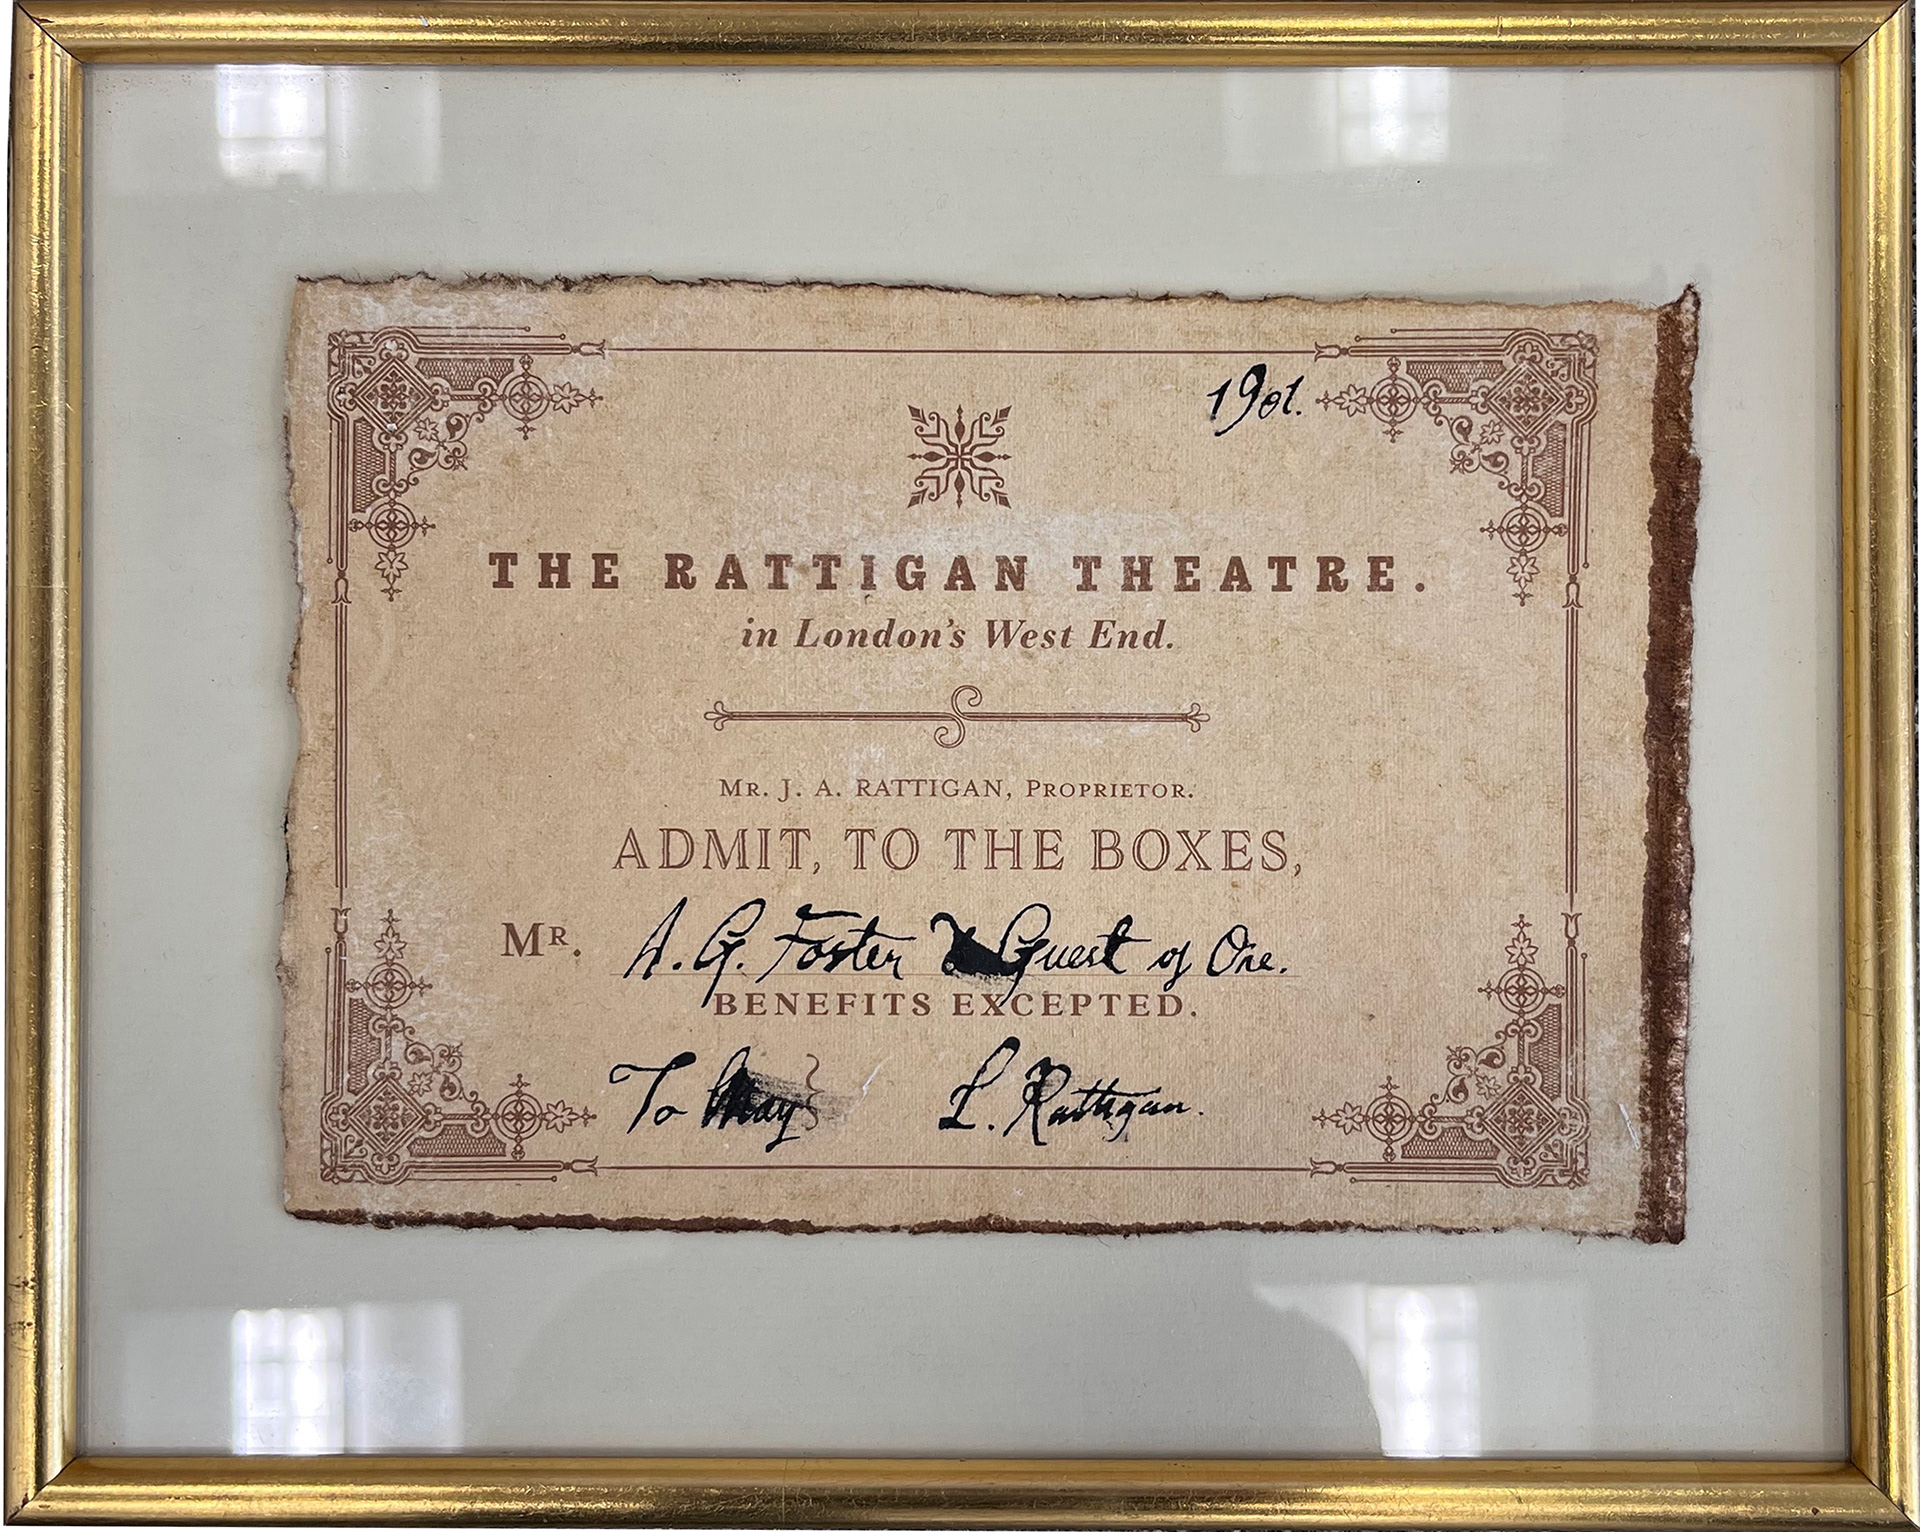 1901.
THE RATTIGAN THEATRE.
in London's West End.
MR. J. A. RATTIGAN, PROPRIETOR.
ADMIT, TO THE BOXES,
MR. A. G. Foster & Guest of One.
BENEFITS EXCEPTED.
To May L. Rattigan.